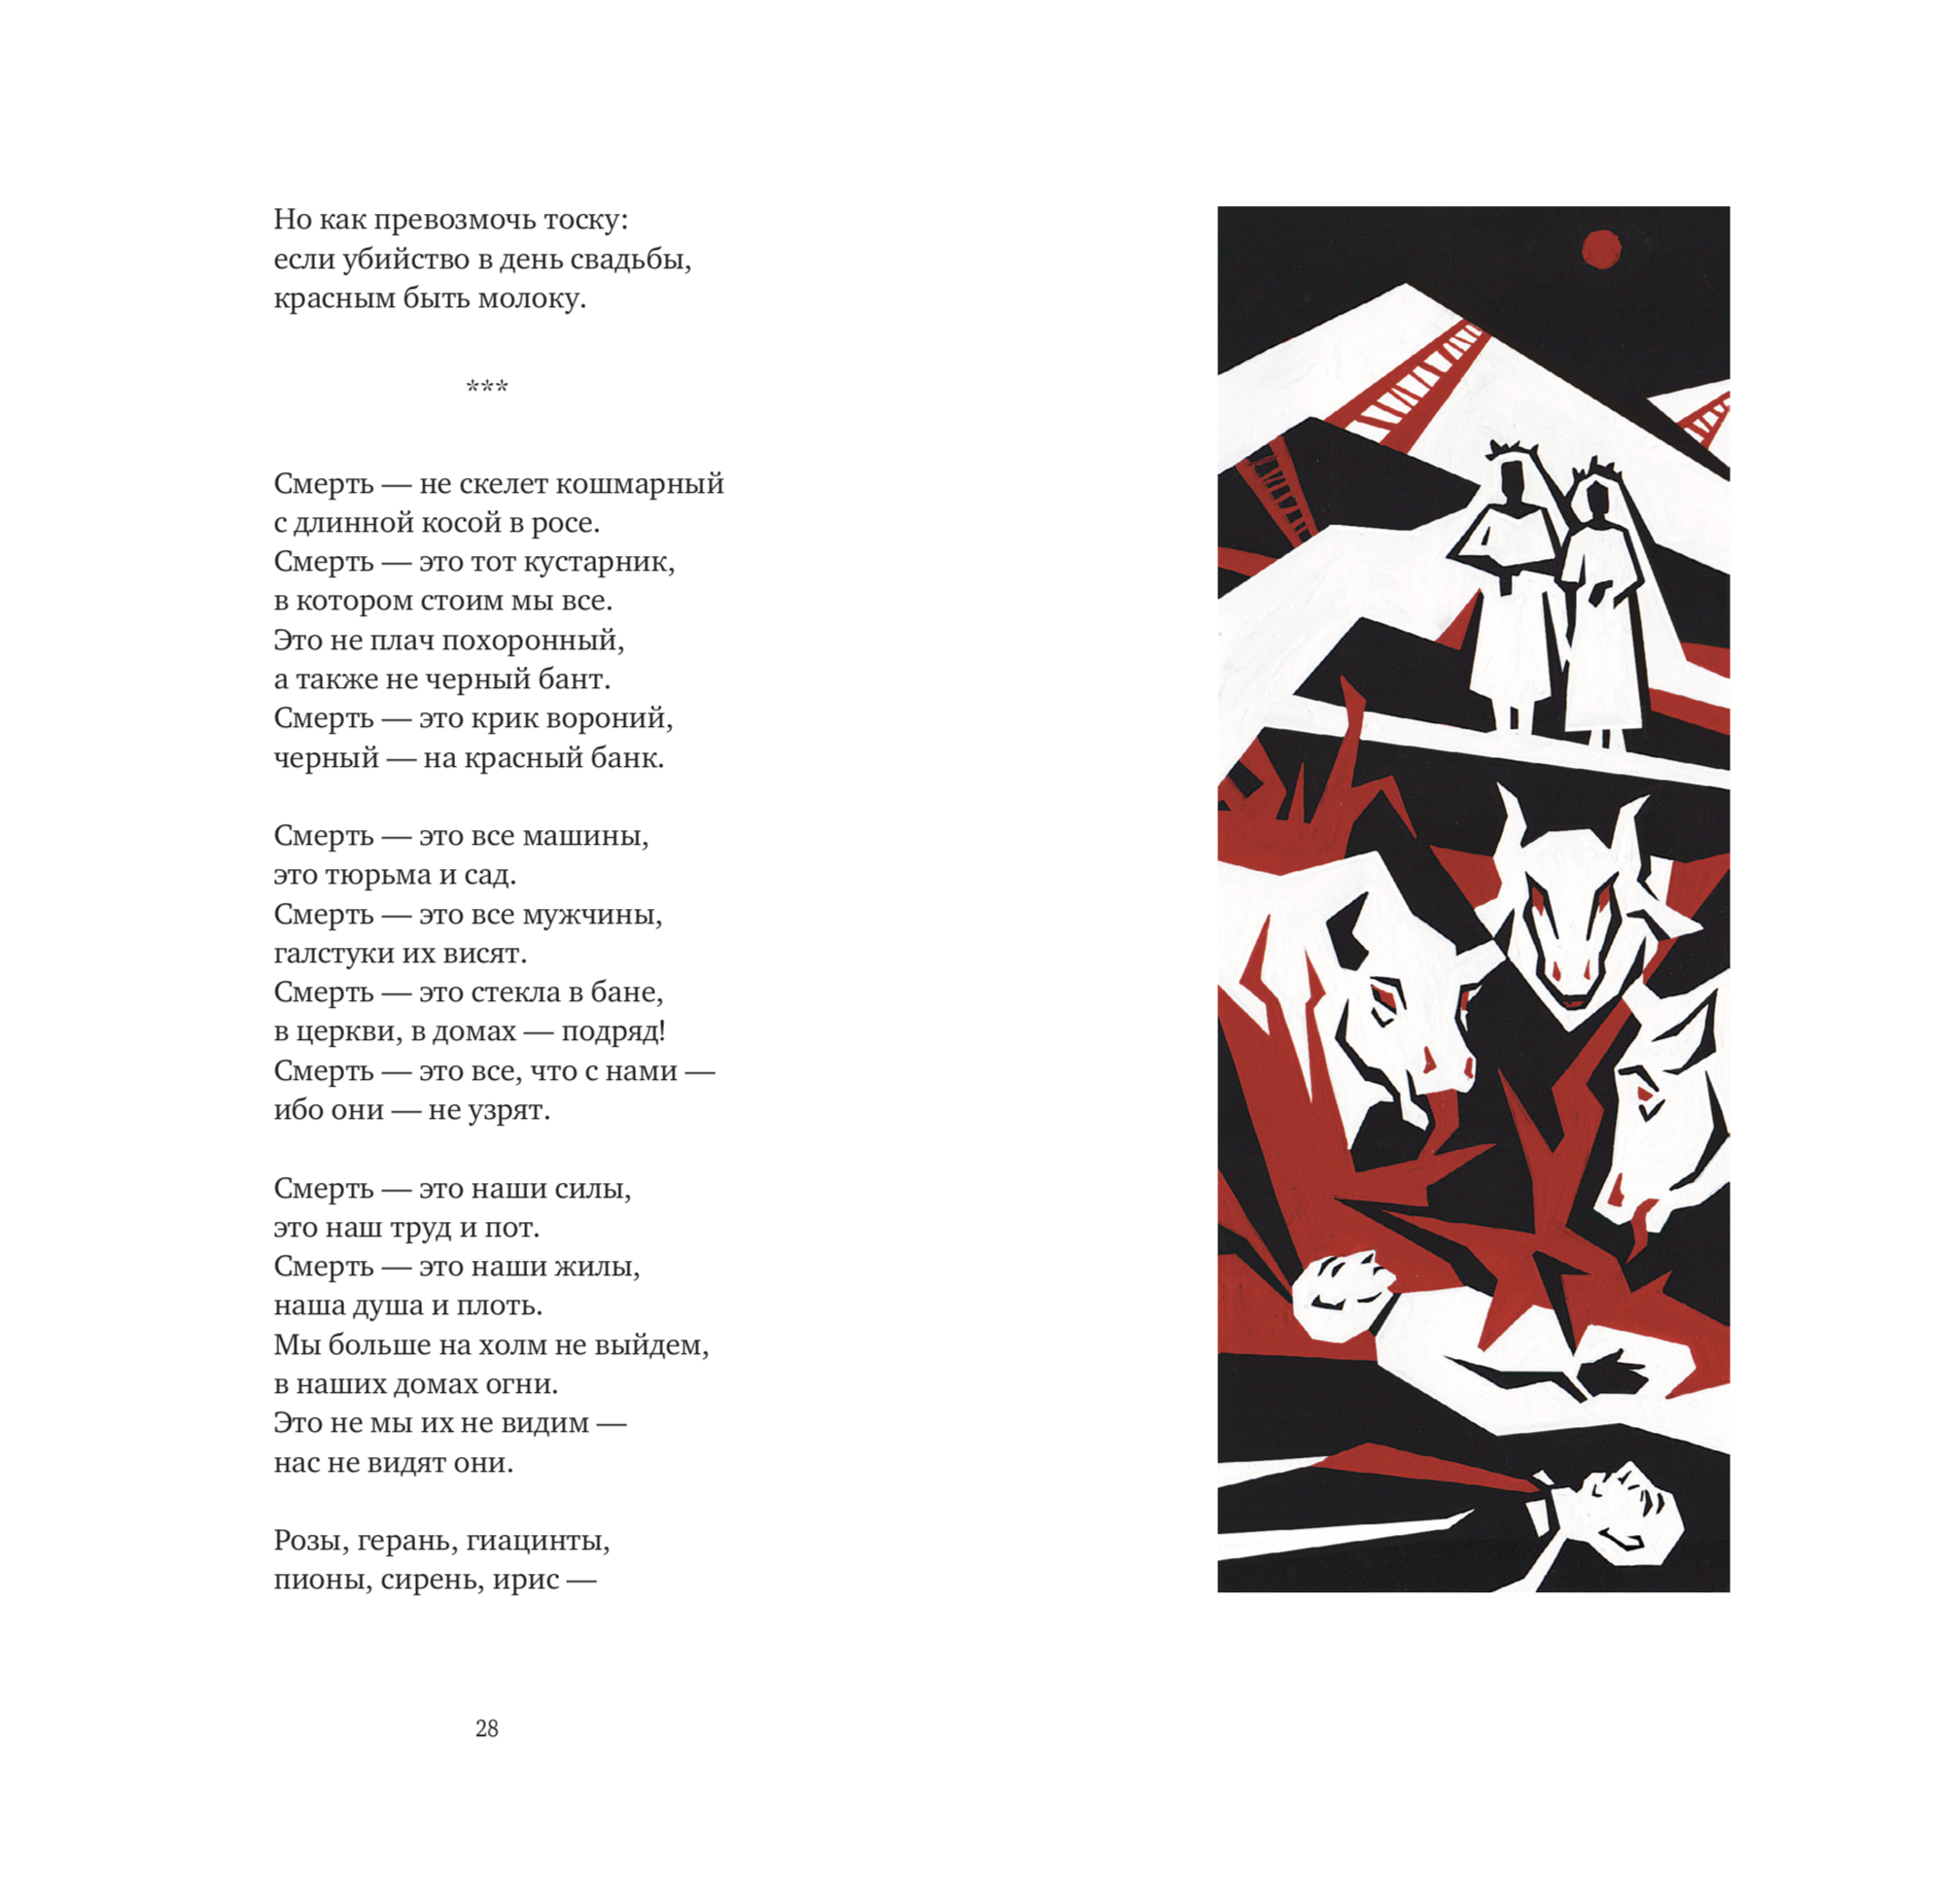 Но как превозмочь тоску:
если убийство в день свадьбы,
красным быть молоку.
***
Смерть — не скелет кошмарный
с длинной косой в росе.
Смерть — это тот кустарник,
в котором стоим мы все.
Это не плач похоронный,
а также не черный бант.
Смерть — это крик вороний,
черный — на красный банк.
Смерть — это все машины,
это тюрьма и сад.
Смерть — это все мужчины,
галстуки их висят.
Смерть — это стекла в бане,
в церкви, в домах — подряд!
Смерть — это все, что с нами —
ибо они — не узрят.
Смерть — это наши силы,
это наш труд и пот.
Смерть — это наши жилы,
наша душа и плоть.
Мы больше на холм не выйдем,
в наших домах огни.
Это не мы их не видим —
нас не видят они.
Розы, герань, гиацинты,
пионы, сирень, ирис —
28